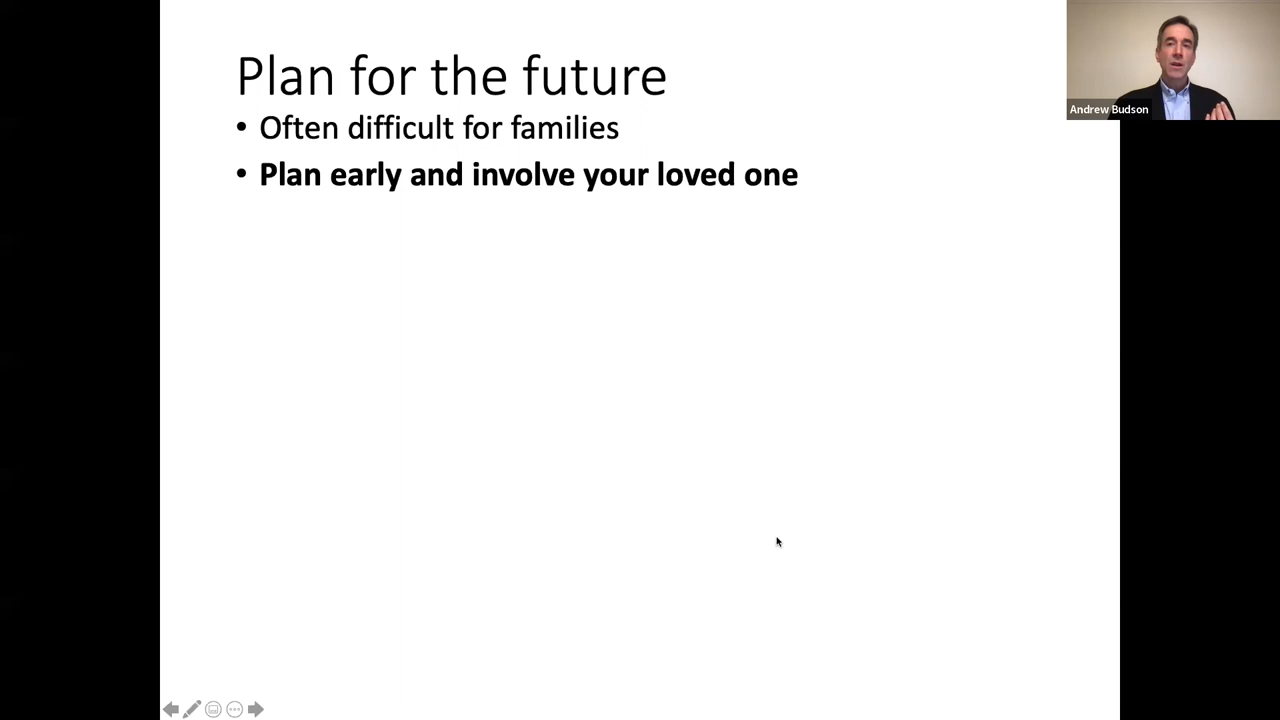 Plan for the future
• Often difficult for families
• Plan early and involve your loved one
Andrew Budson